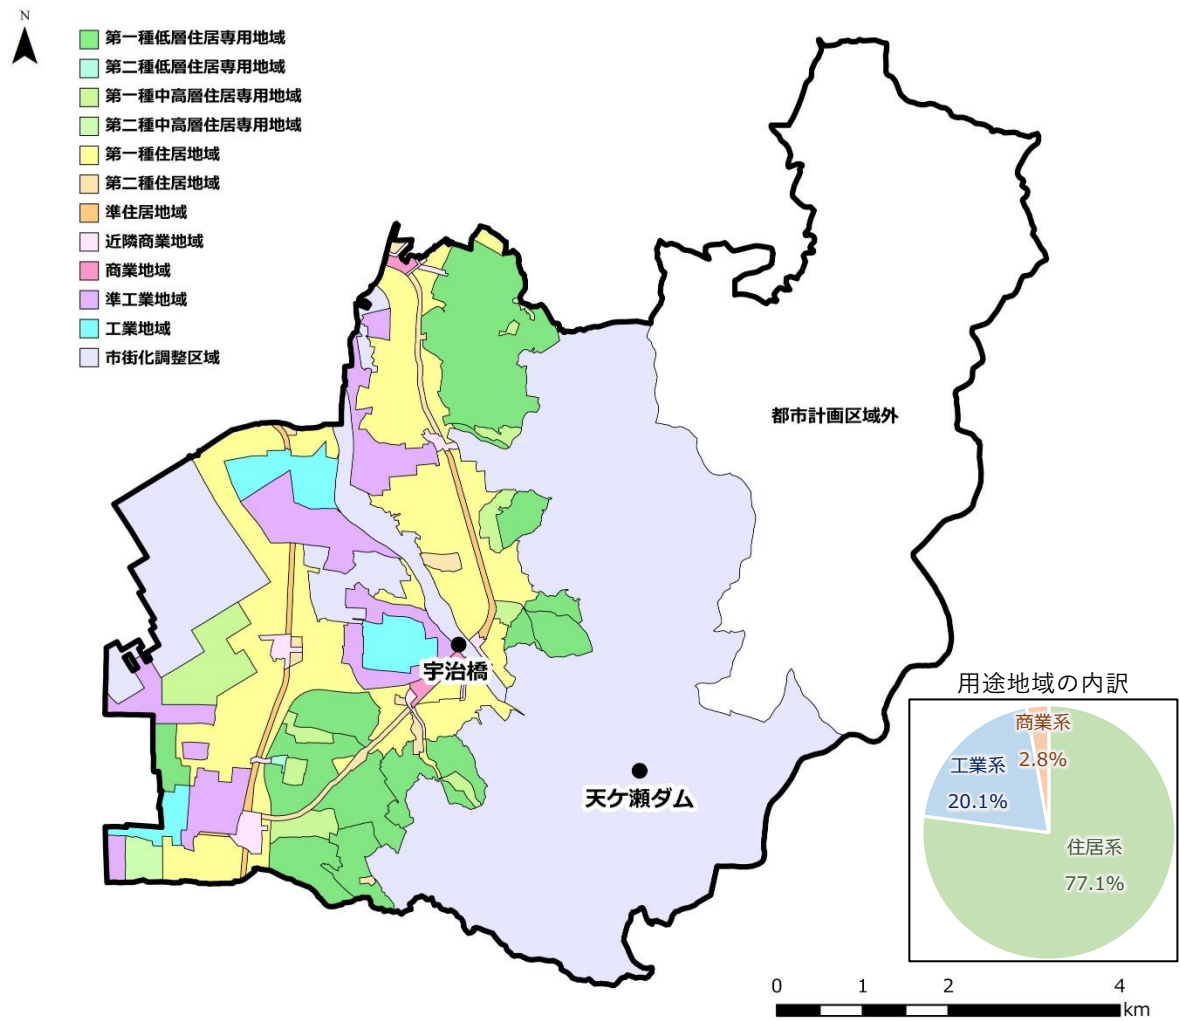 N
第一種低層住居専用地域
第二種低層住居専用地域
第一種中高層住居専用地域
第二種中高層住居専用地域
第一種住居地域
第二種住居地域
準住居地域
近隣商業地域
商業地域
準工業地域
工業地域
市街化調整区域
都市計画区域外
宇治橋
天ケ瀬ダム
用途地域の内訳
商業系
2.8%
工業系
20.1%
住居系
77.1%
0 1 2 4
km